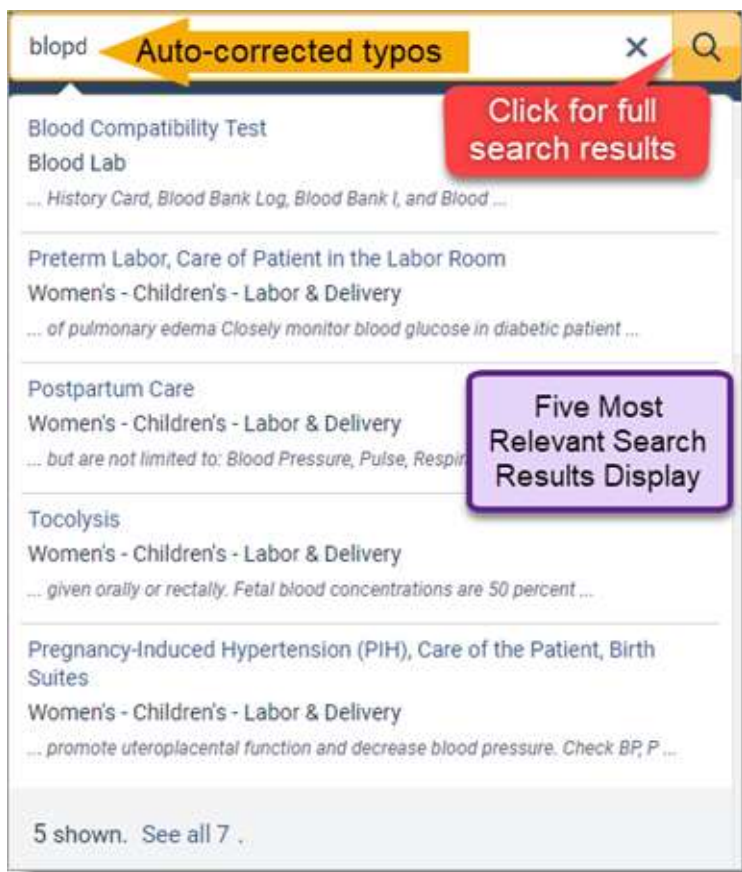 blopd
Auto-corrected typos
Click for full
search results
Blood Compatibility Test
Blood Lab
... History Card, Blood Bank Log, Blood Bank I, and Blood ...
Preterm Labor, Care of Patient in the Labor Room
Women's - Children's - Labor & Delivery
... of pulmonary edema Closely monitor blood glucose in diabetic patient ...
Postpartum Care
Women's - Children's - Labor & Delivery
... but are not limited to: Blood Pressure, Pulse,
Five Most
Relevant Search
Results Display
Tocolysis
Women's - Children's - Labor & Delivery
... given orally or rectally. Fetal blood concentrations are 50 percent ...
Pregnancy-Induced Hypertension (PIH), Care of the Patient, Birth
Suites
Women's - Children's - Labor & Delivery
... promote uteroplacental function and decrease blood pressure. Check BP, P ...
5 shown. See all 7 .